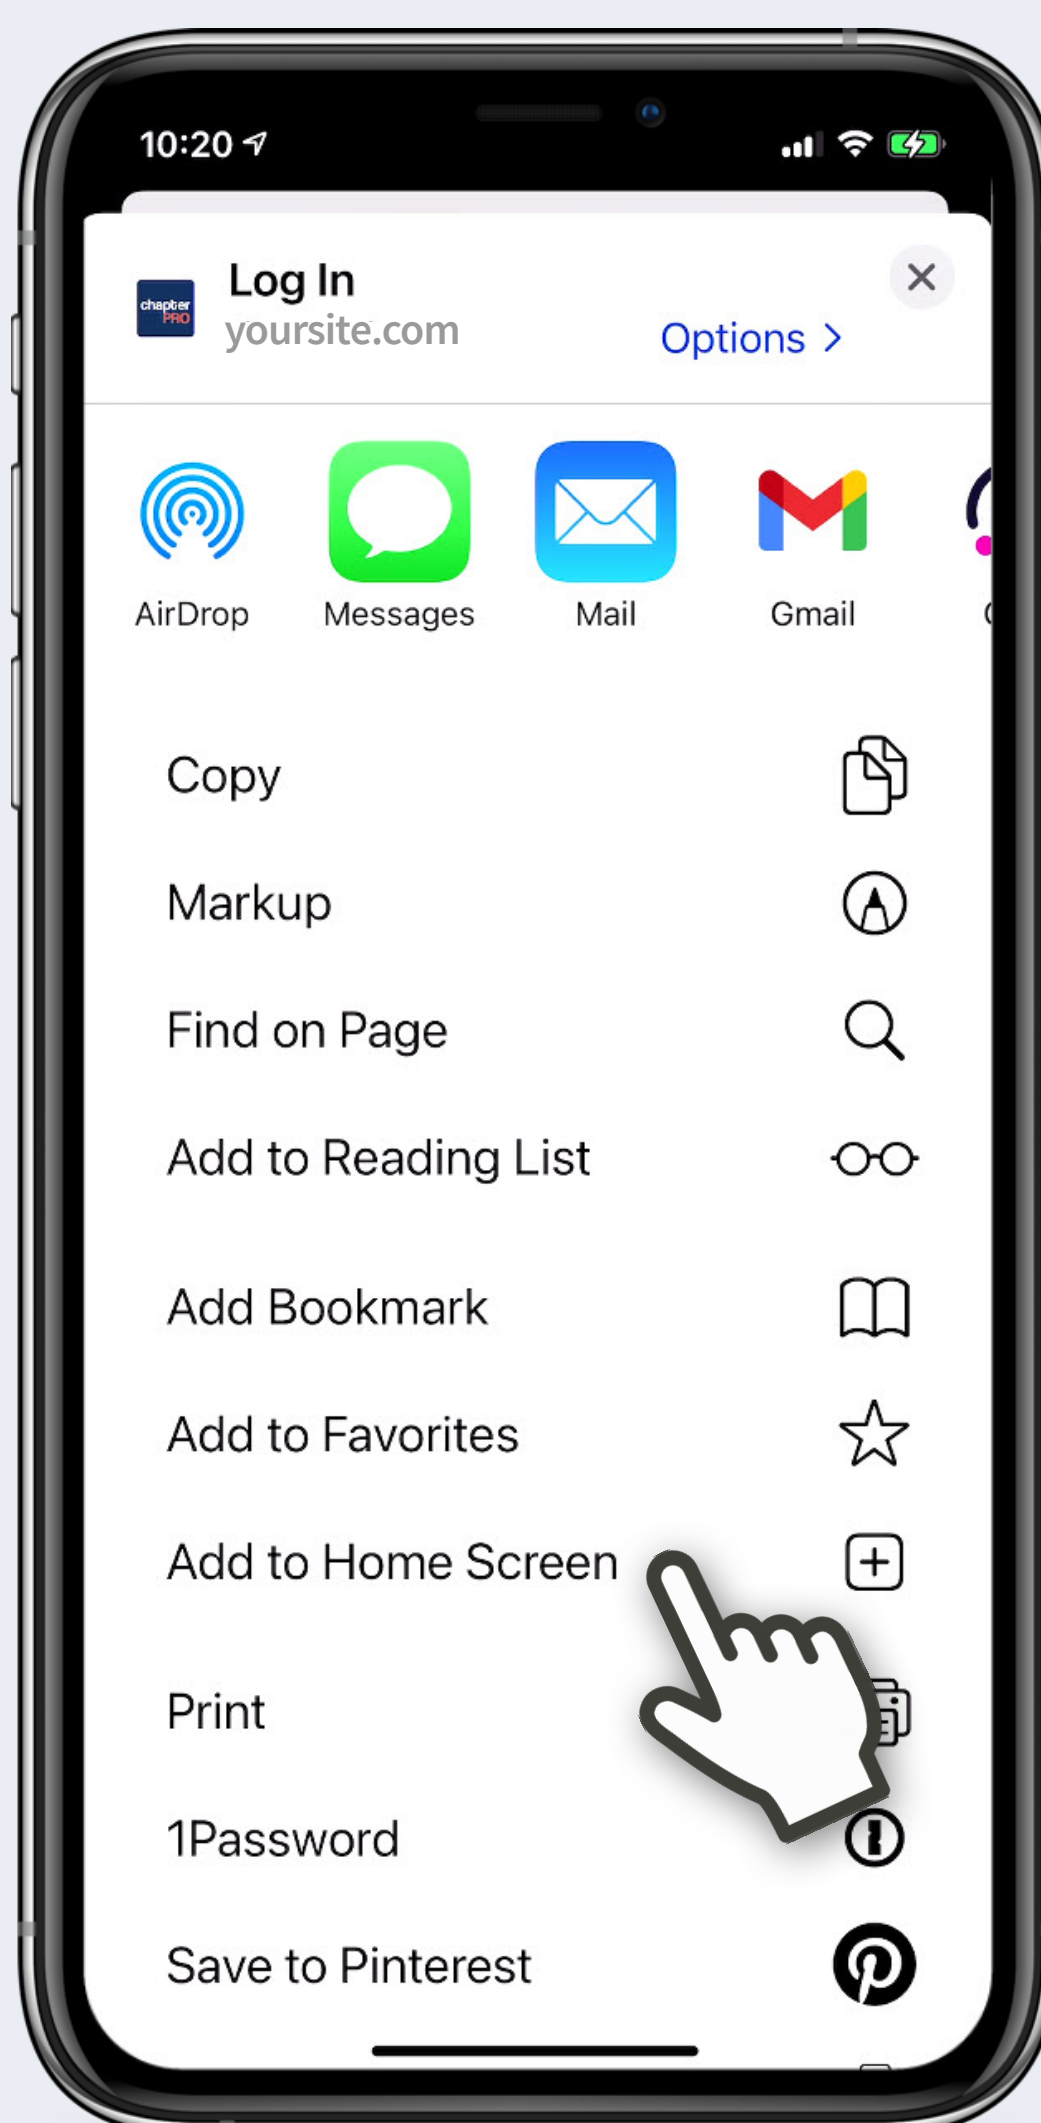 10:20
Log In
chapter
PRO
yoursite.com
Options
AirDrop
Messages
Mail
Gmail
Copy
Markup
Find on Page
Add to Reading List
Add Bookmark
Add to Favorites
Add to Home Screen
Print
1Password
Save to Pinterest